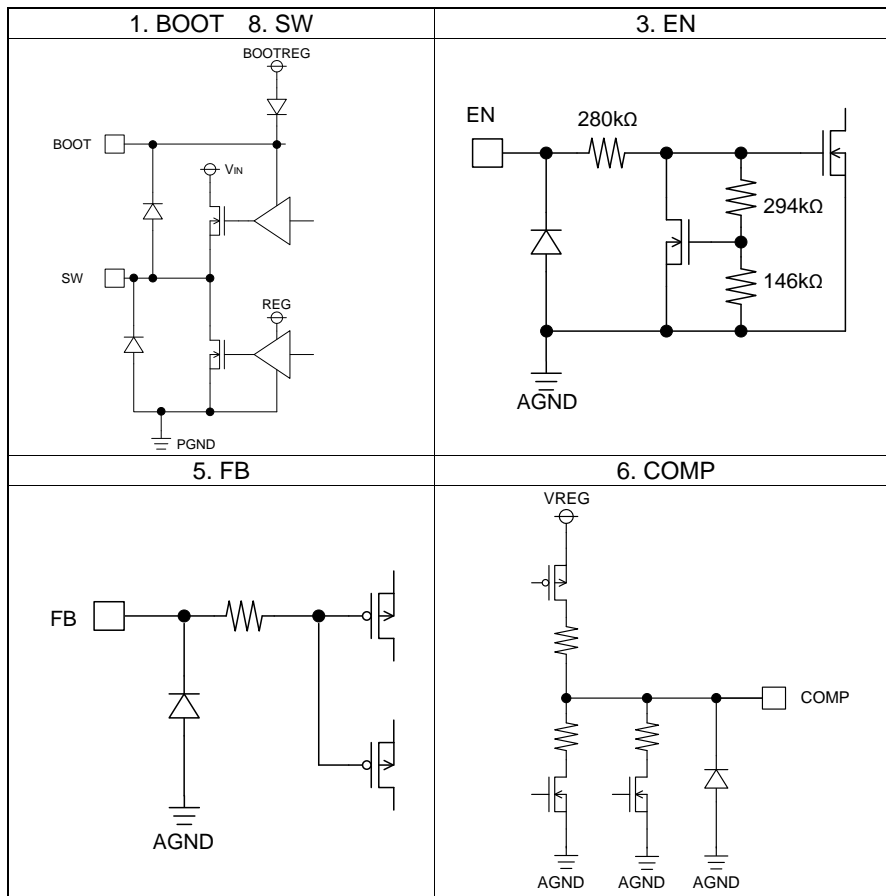 1. BOOT 8. SW
BOOTREG
BOOT
VIN
SW
REG
PGND
3. EN
EN
280kΩ
294kΩ
146kΩ
AGND
5. FB
FB
AGND
6. COMP
VREG
COMP
AGND AGND AGND